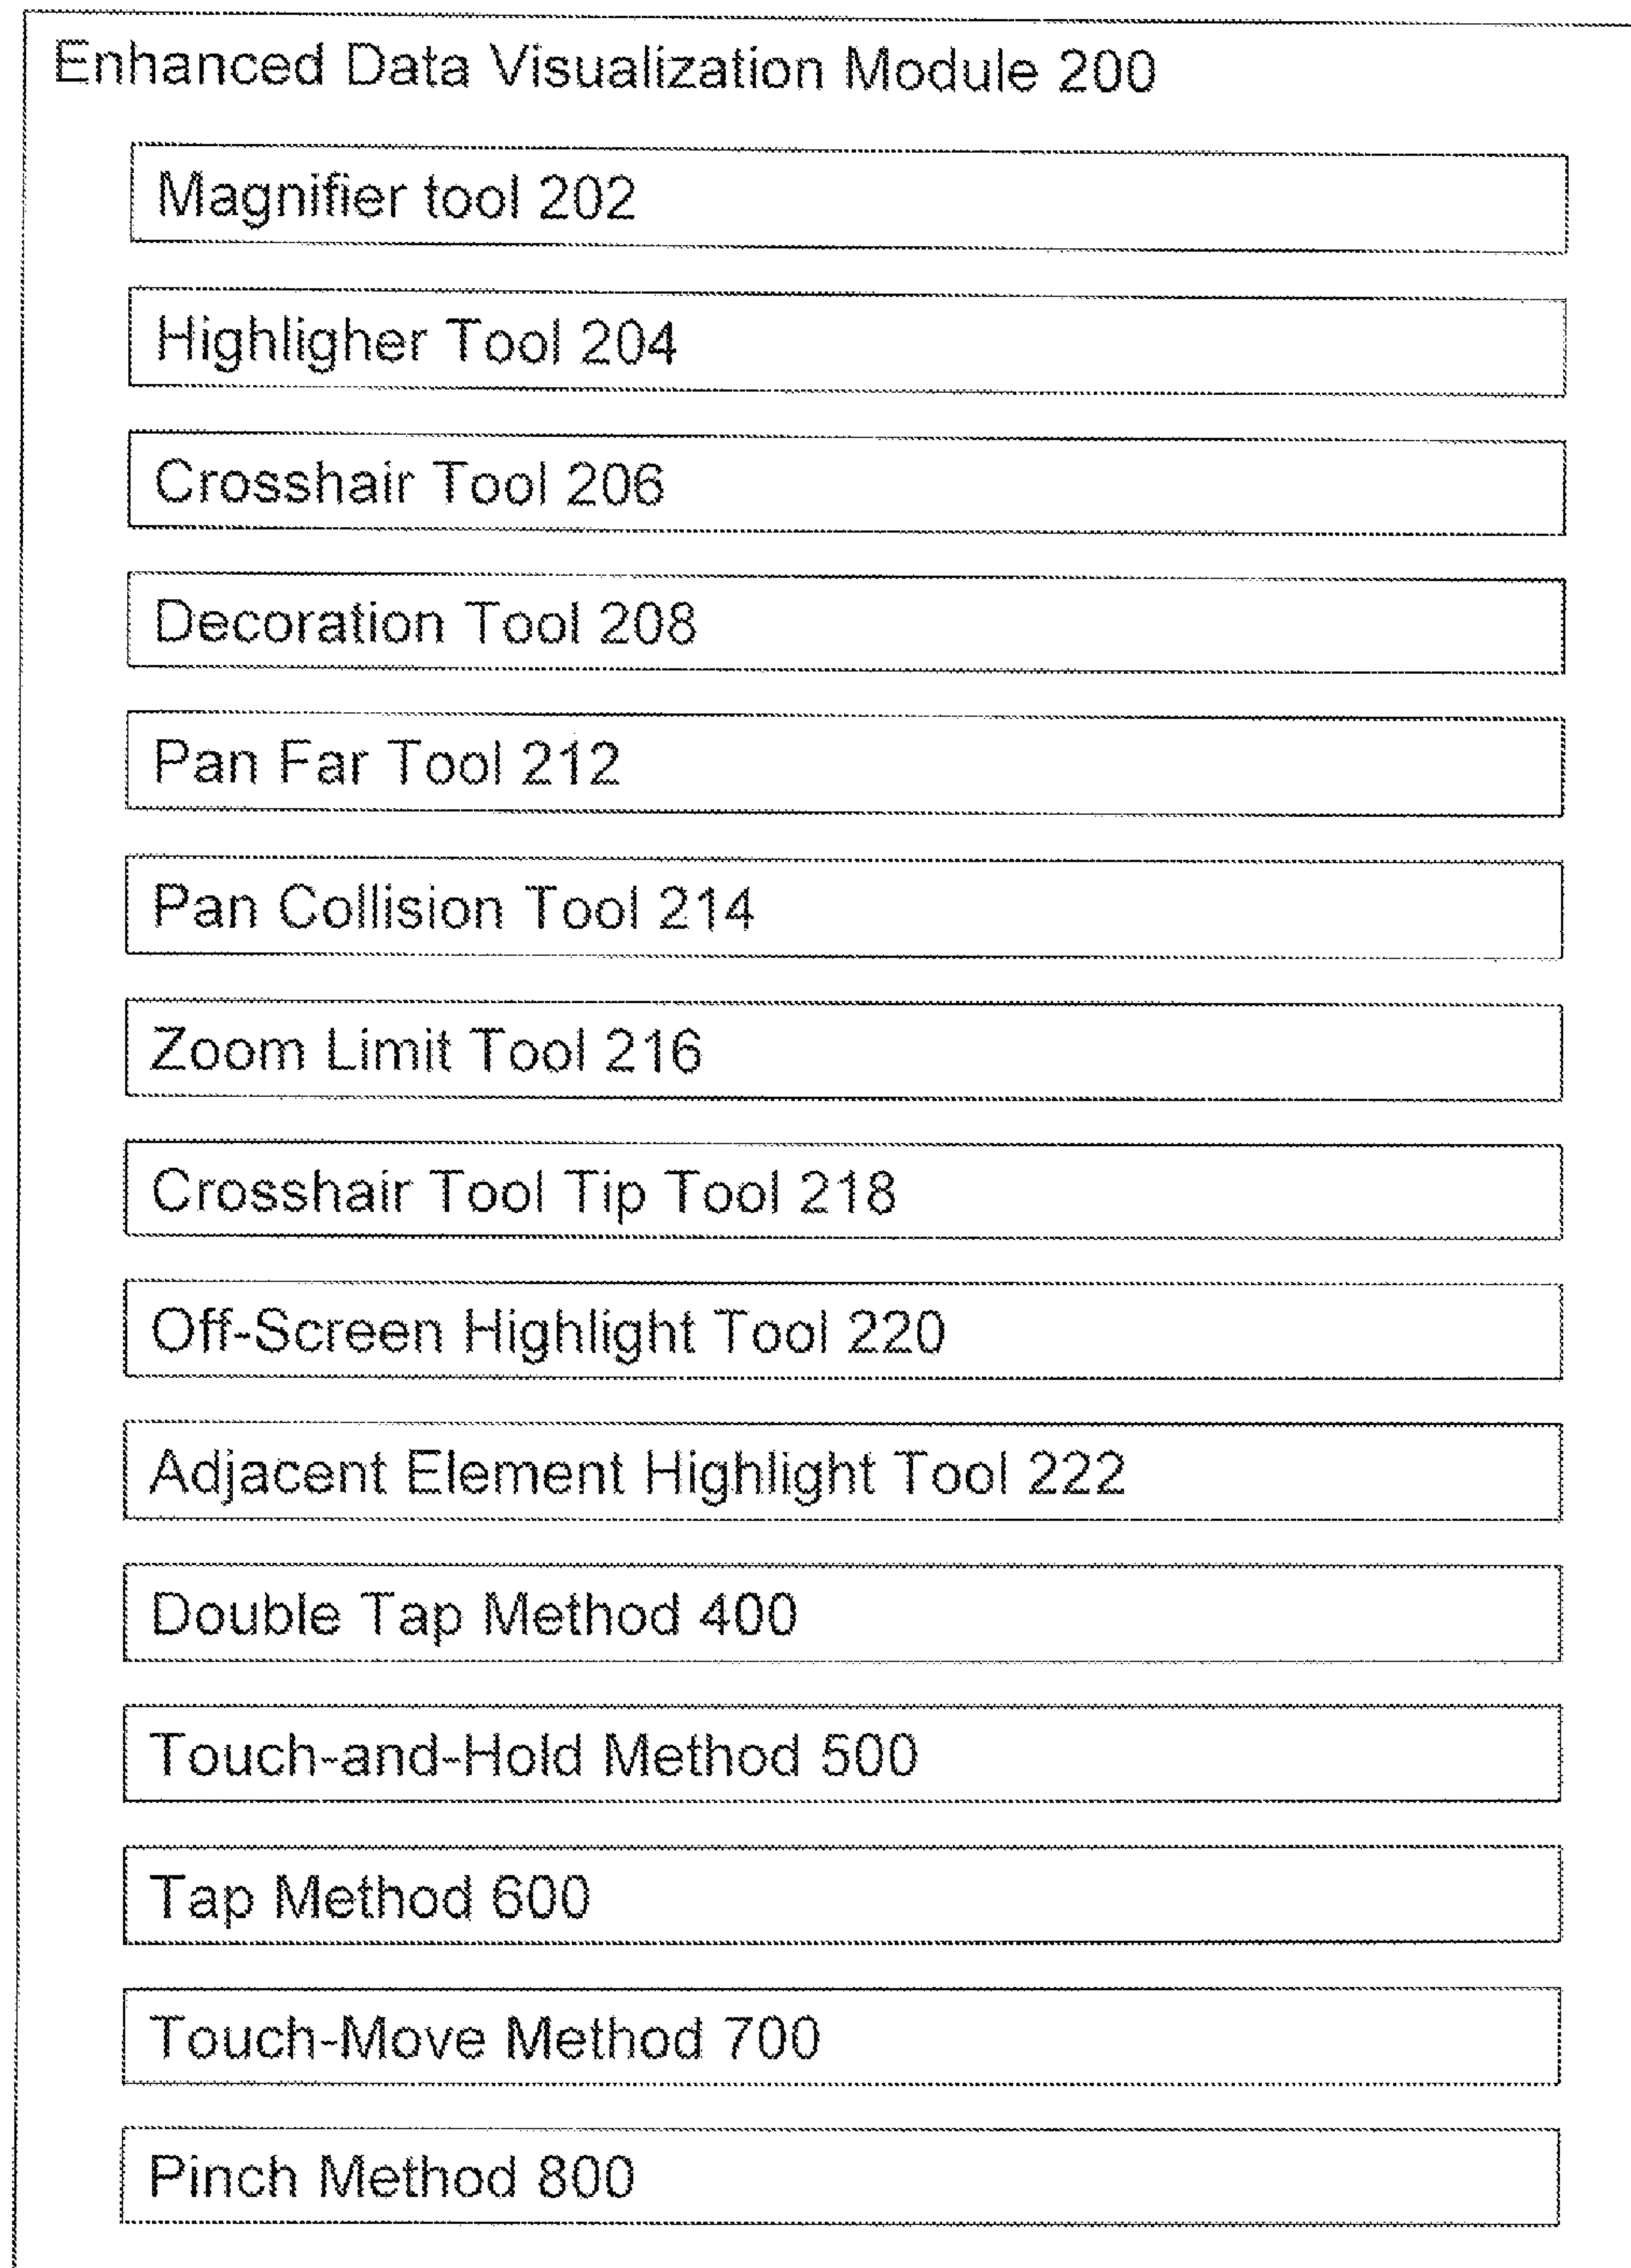 Enhanced Data Visualization Module 200
Magnifier tool 202
Highligher Tool 204
Crosshair Tool 206
Decoration Tool 208
Pan Far Tool 212
Pan Collision Tool 214
Zoom Limit Tool 216
Crosshair Tool Tip Tool 218
Off-Screen Highlight Tool 220
Adjacent Element Highlight Tool 222
Double Tap Method 400
Touch-and-Hold Method 500
Tap Method 600
Touch-Move Method 700
Pinch Method 800